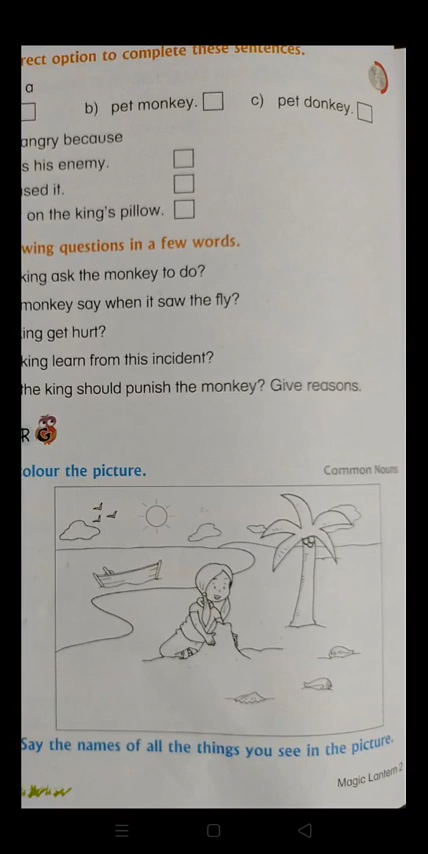 rect option to complete these sentences.
a
b) pet monkey. c) pet donkey.
angry because
s his enemy.
sed it.
on the king's pillow.
wing questions in a few words.
king ask the monkey to do?
monkey say when it saw the fly?
ing get hurt?
king learn from this incident?
the king should punish the monkey? Give reasons.
R G
olour the picture. Common Nouns
Say the names of all the things you see in the picture.
Magic Lantern 2